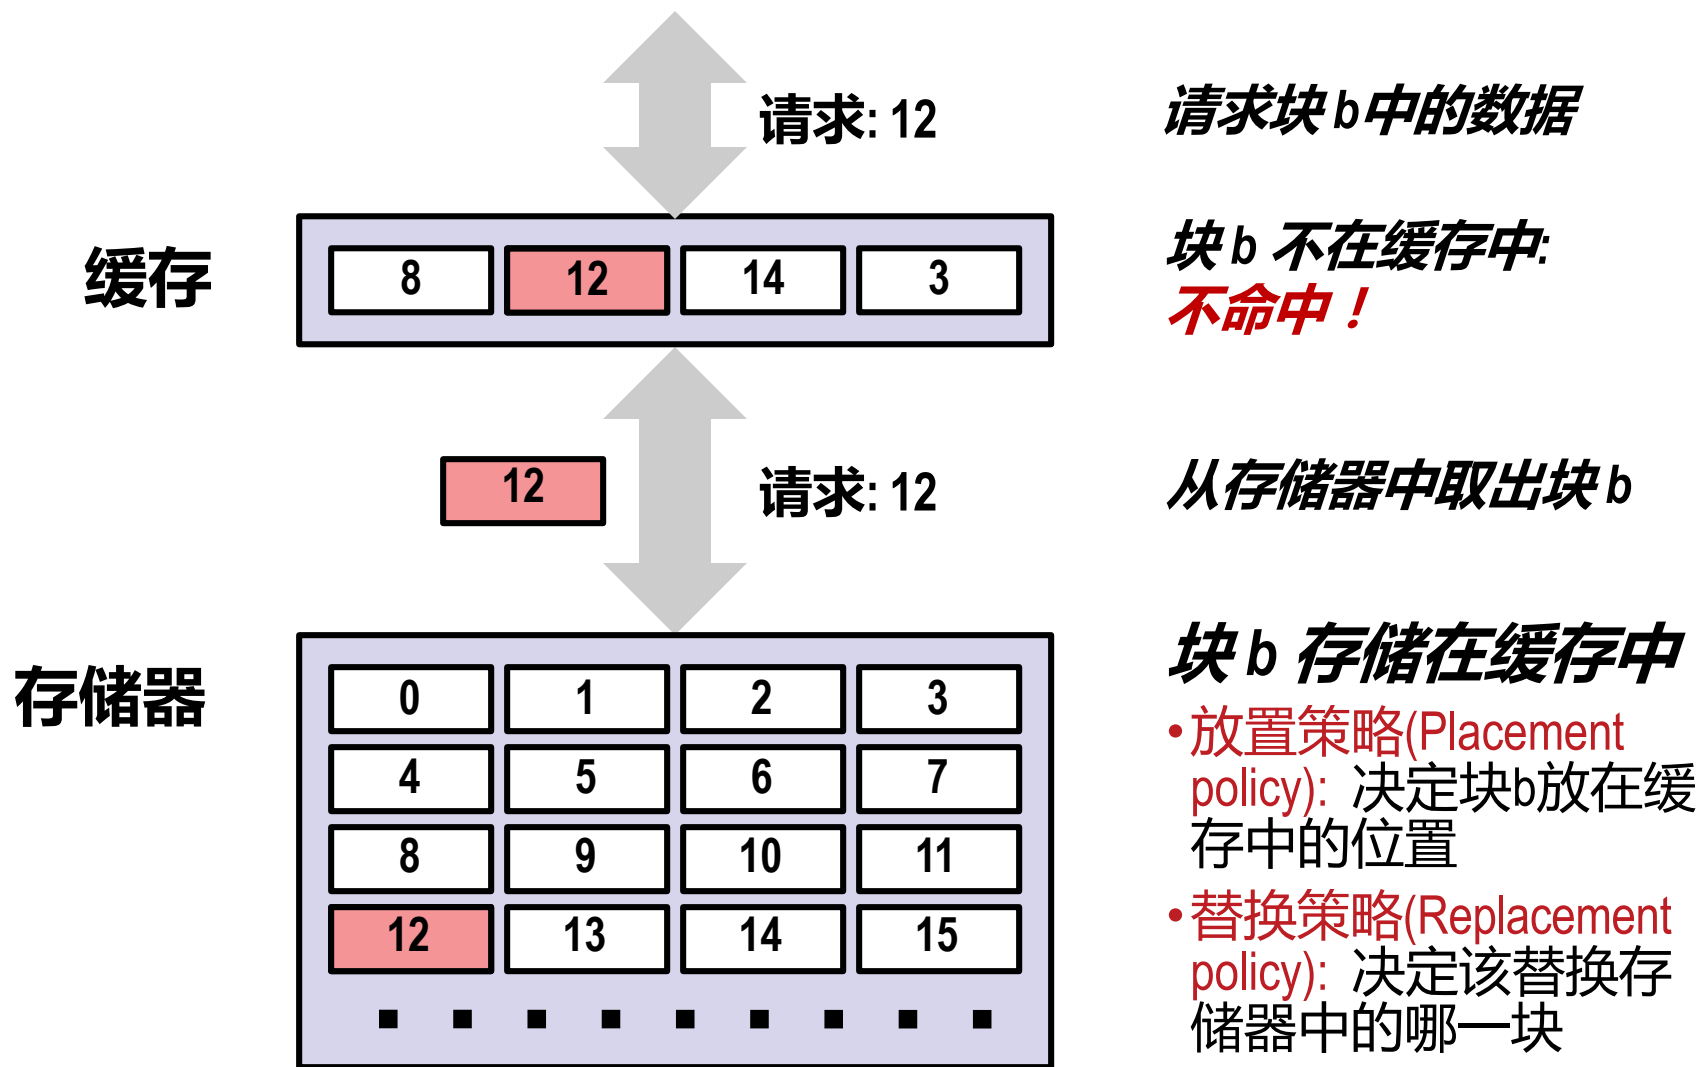 请求: 12
请求块 b中的数据
缓存
8 12 14 3
块 b 不在缓存中:
不命中！
12
请求: 12
从存储器中取出块 b
存储器
0 1 2 3
4 5 6 7
8 9 10 11
12 13 14 15
块 b 存储在缓存中
•放置策略(Placement
policy): 决定块b放在缓
存中的位置
•替换策略(Replacement
policy): 决定该替换存
储器中的哪一块